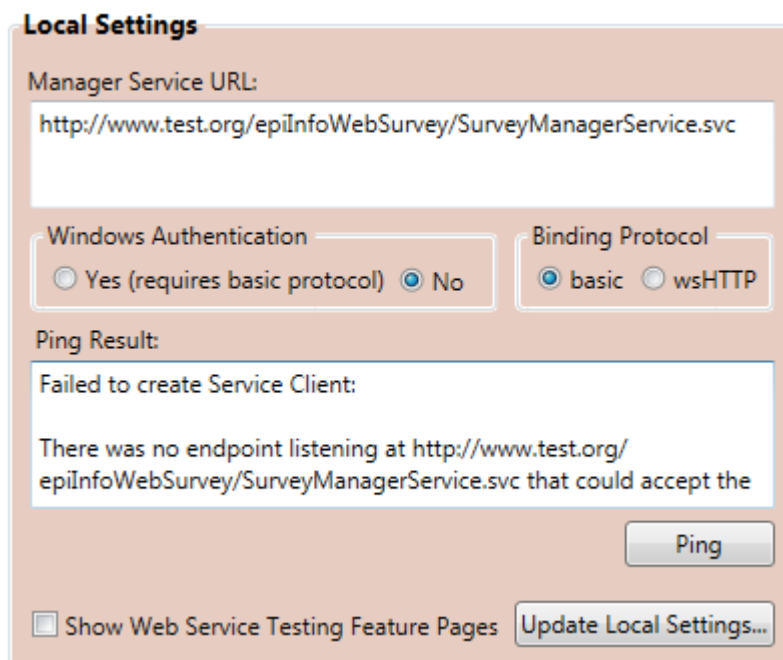 Local Settings
Manager Service URL:
http://www.test.org/epiInfoWebSurvey/SurveyManagerService.svc
Windows Authentication
Yes (requires basic protocol) No
Binding Protocol
basic wsHTTP
Ping Result:
Failed to create Service Client:
There was no endpoint listening at http://www.test.org/
epiInfoWebSurvey/SurveyManagerService.svc that could accept the
Ping
Show Web Service Testing Feature Pages
Update Local Settings...